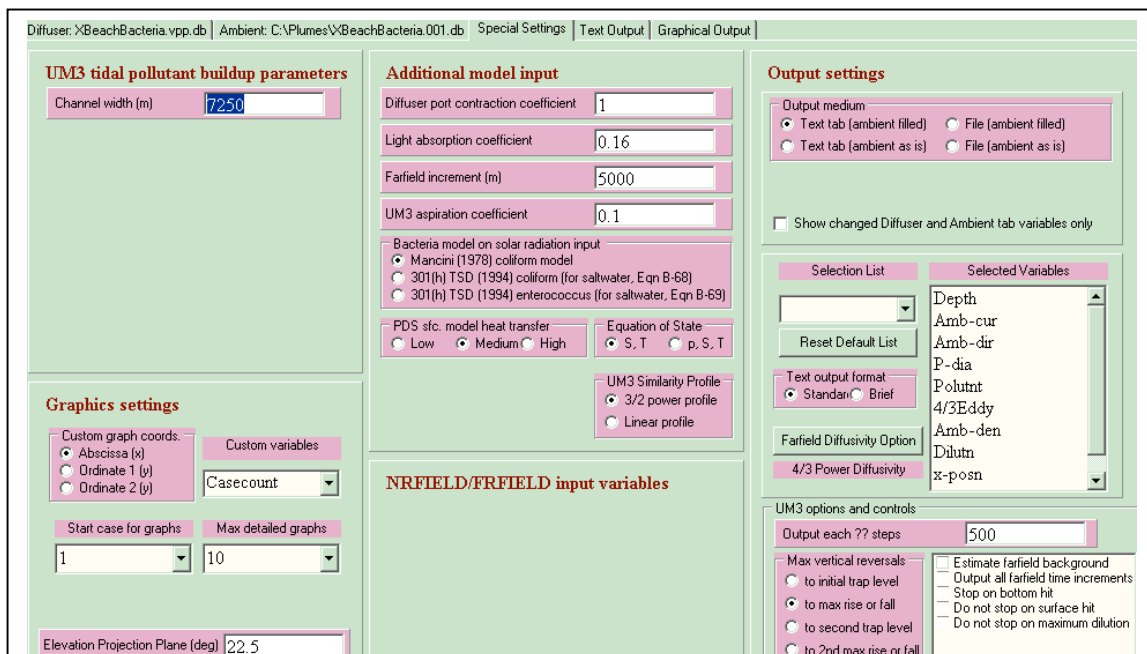 Diffuser: XBeachBacteria.vpp.db
Ambient: C:\Plumes\XBeachBacteria.001.db
Special Settings
Text Output
Graphical Output
UM3 tidal pollutant buildup parameters
Channel width (m)
7250
Graphics settings
Custom graph coords.
Abscissa (x)
Ordinate 1 (y)
Ordinate 2 (y)
Custom variables
Casecount
Start case for graphs
1
Max detailed graphs
10
Elevation Projection Plane (deg)
22.5
Additional model input
Diffuser port contraction coefficient
1
Light absorption coefficient
0.16
Farfield increment (m)
5000
UM3 aspiration coefficient
0.1
Bacteria model on solar radiation input
Mancini (1978) coliform model
301(h) TSD (1994) coliform (for saltwater, Eqn B-68)
301(h) TSD (1994) enterococcus (for saltwater, Eqn B-69)
PDS sfc. model heat transfer
Low
Medium
High
Equation of State
S, T
p, S, T
UM3 Similarity Profile
3/2 power profile
Linear profile
NRFIELD/FRFIELD input variables
Output settings
Output medium
Text tab (ambient filled)
File (ambient filled)
Text tab (ambient as is)
File (ambient as is)
Show changed Diffuser and Ambient tab variables only
Selection List
Reset Default List
Text output format
Standar
Brief
Farfield Diffusivity Option
4/3 Power Diffusivity
Selected Variables
Depth
Amb-cur
Amb-dir
P-dia
Polutnt
4/3Eddy
Amb-den
Dilutn
x-posn
UM3 options and controls
Output each ?? steps
500
Max vertical reversals
to initial trap level
to max rise or fall
to second trap level
to 2nd max rise or fall
Estimate farfield background
Output all farfield time increments
Stop on bottom hit
Do not stop on surface hit
Do not stop on maximum dilution